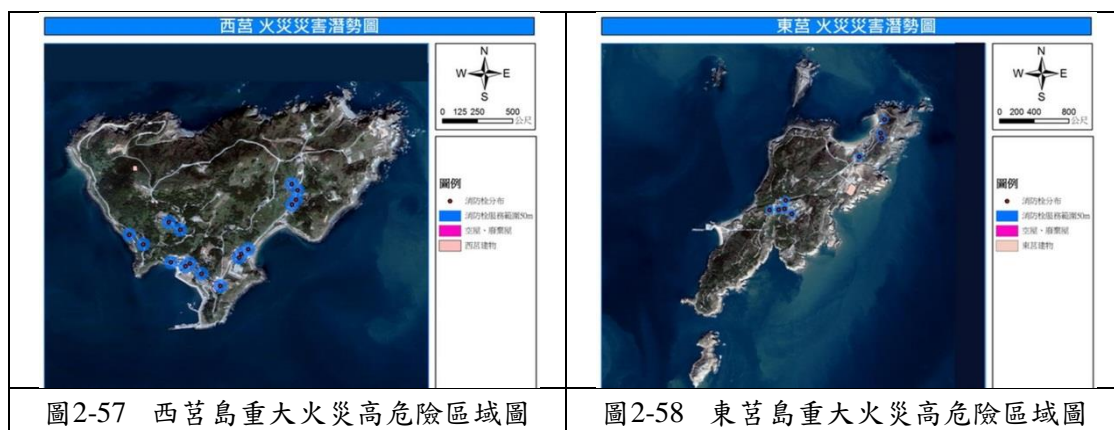 西莒 火災災害潛勢圖
N
W E
S
0 125 250 500
公尺
圖例
消防栓分布
消防栓服務範圍50m
空屋、廢棄屋
西莒建物
圖2-57 西莒島重大火災高危險區域圖
東莒 火災災害潛勢圖
N
W E
S
0 200 400 800
公尺
圖例
消防栓分布
消防栓服務範圍50m
空屋、廢棄屋
東莒建物
圖2-58 東莒島重大火災高危險區域圖